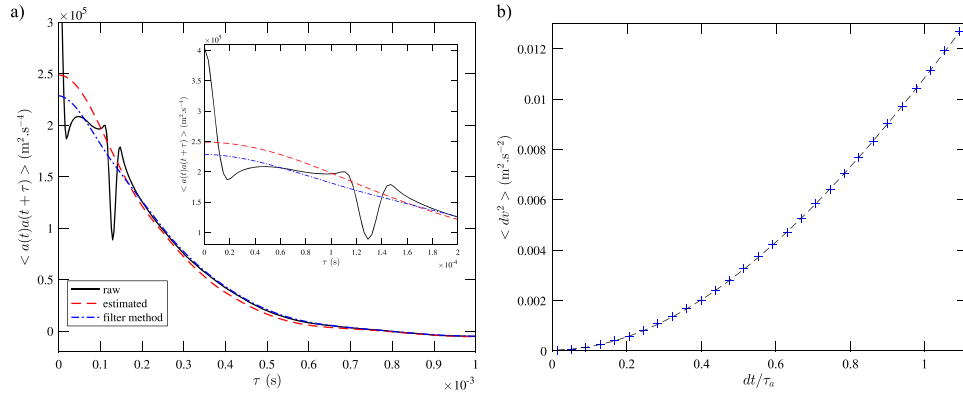 a)
×10⁵
3
2.5
2
1.5
1
0.5
0
< a(t)a(t + τ) > (m².s⁻⁴)
0 0.1 0.2 0.3 0.4 0.5 0.6 0.7 0.8 0.9 1
τ (s)
×10⁻³
raw
estimated
filter method
×10⁵
4
3.5
3
2.5
2
1.5
1
< a(t)a(t + τ) > (m².s⁻⁴)
0 0.2 0.4 0.6 0.8 1 1.2 1.4 1.6 1.8 2
τ (s)
×10⁻⁴
b)
0.012
0.01
0.008
0.006
0.004
0.002
0
< dv² > (m².s⁻²)
0 0.2 0.4 0.6 0.8 1
dt/τₐ